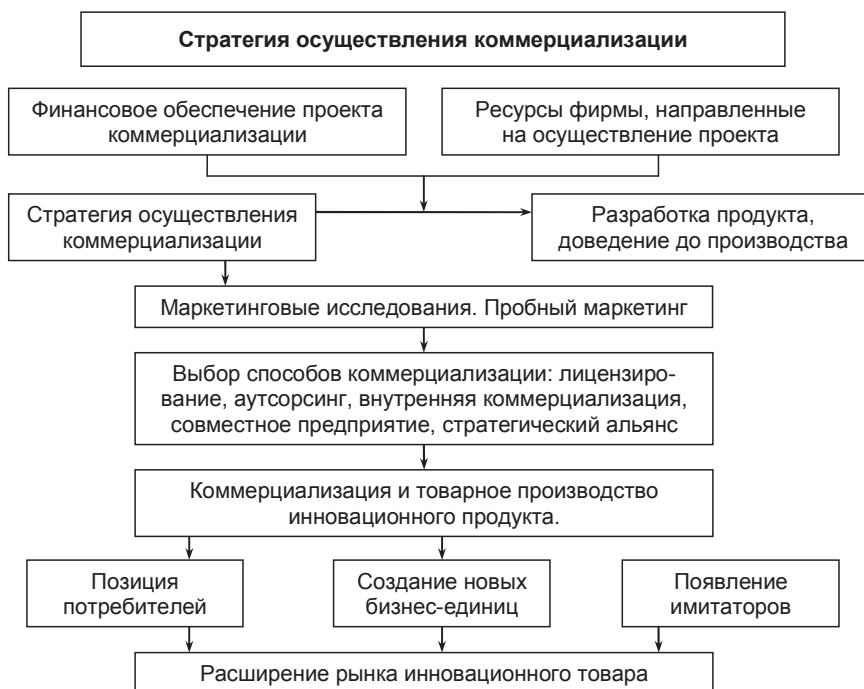 Стратегия осуществления коммерциализации
Финансовое обеспечение проекта
коммерциализации
Ресурсы фирмы, направленные
на осуществление проекта
Стратегия осуществления
коммерциализации
Разработка продукта,
доведение до производства
Маркетинговые исследования. Пробный маркетинг
Выбор способов коммерциализации: лицензиро-
вание, аутсорсинг, внутренняя коммерциализация,
совместное предприятие, стратегический альянс
Коммерциализация и товарное производство
инновационного продукта.
Позиция
потребителей
Создание новых
бизнес-единиц
Появление
имитаторов
Расширение рынка инновационного товара